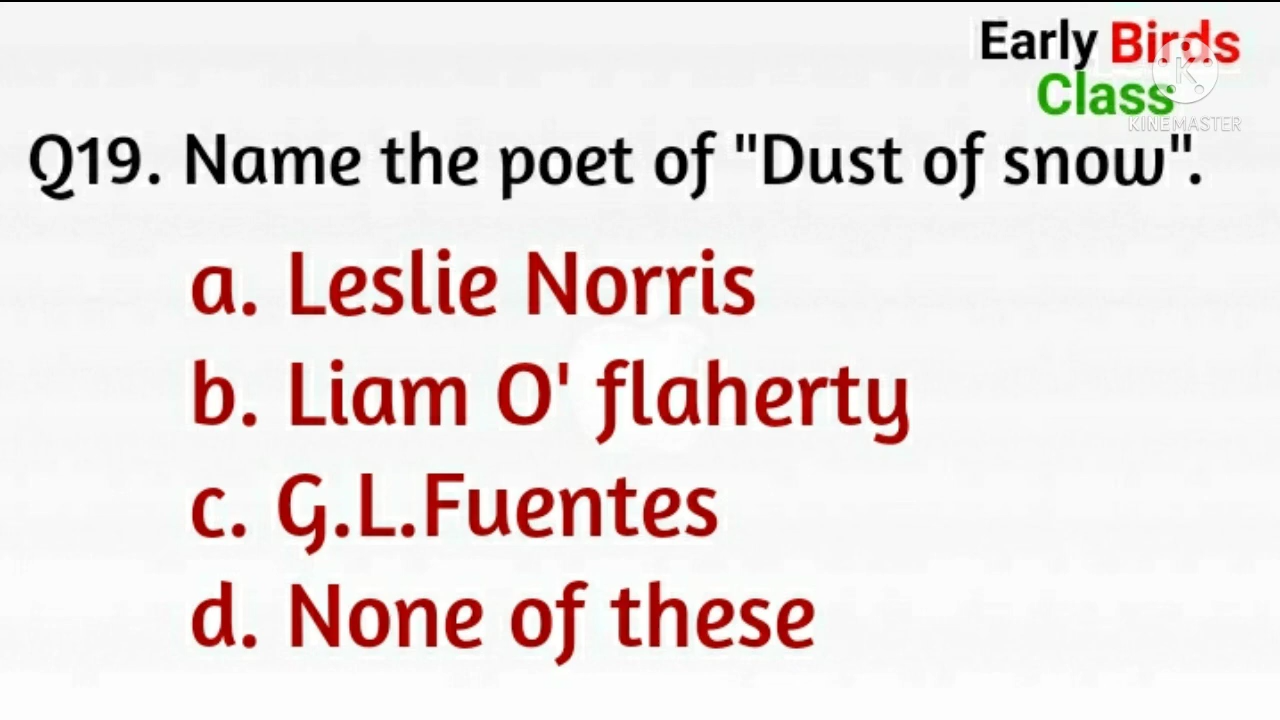 Early Birds
Class
KINEMASTER
Q19. Name the poet of "Dust of snow".
a. Leslie Norris
b. Liam O' flaherty
c. G.L.Fuentes
d. None of these